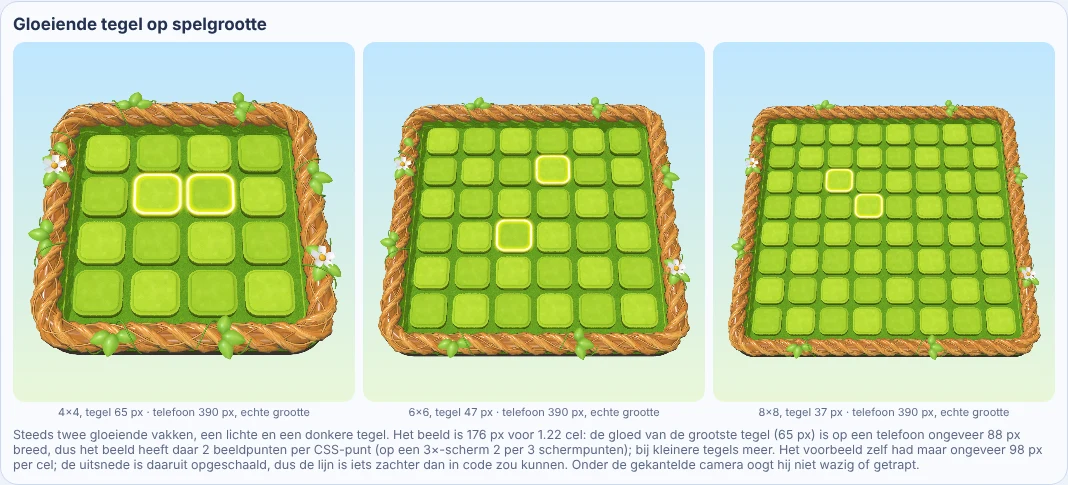 Gloeiende tegel op spelgrootte
4×4, tegel 65 px · telefoon 390 px, echte grootte
6×6, tegel 47 px · telefoon 390 px, echte grootte
8×8, tegel 37 px · telefoon 390 px, echte grootte
Steeds twee gloeiende vakken, een lichte en een donkere tegel. Het beeld is 176 px voor 1.22 cel: de gloed van de grootste tegel (65 px) is op een telefoon ongeveer 88 px
breed, dus het beeld heeft daar 2 beeldpunten per CSS-punt (op een 3×-scherm 2 per 3 schermpunten); bij kleinere tegels meer. Het voorbeeld zelf had maar ongeveer 98 px
per cel; de uitsnede is daaruit opgeschaald, dus de lijn is iets zachter dan in code zou kunnen. Onder de gekantelde camera oogt hij niet wazig of getrapt.